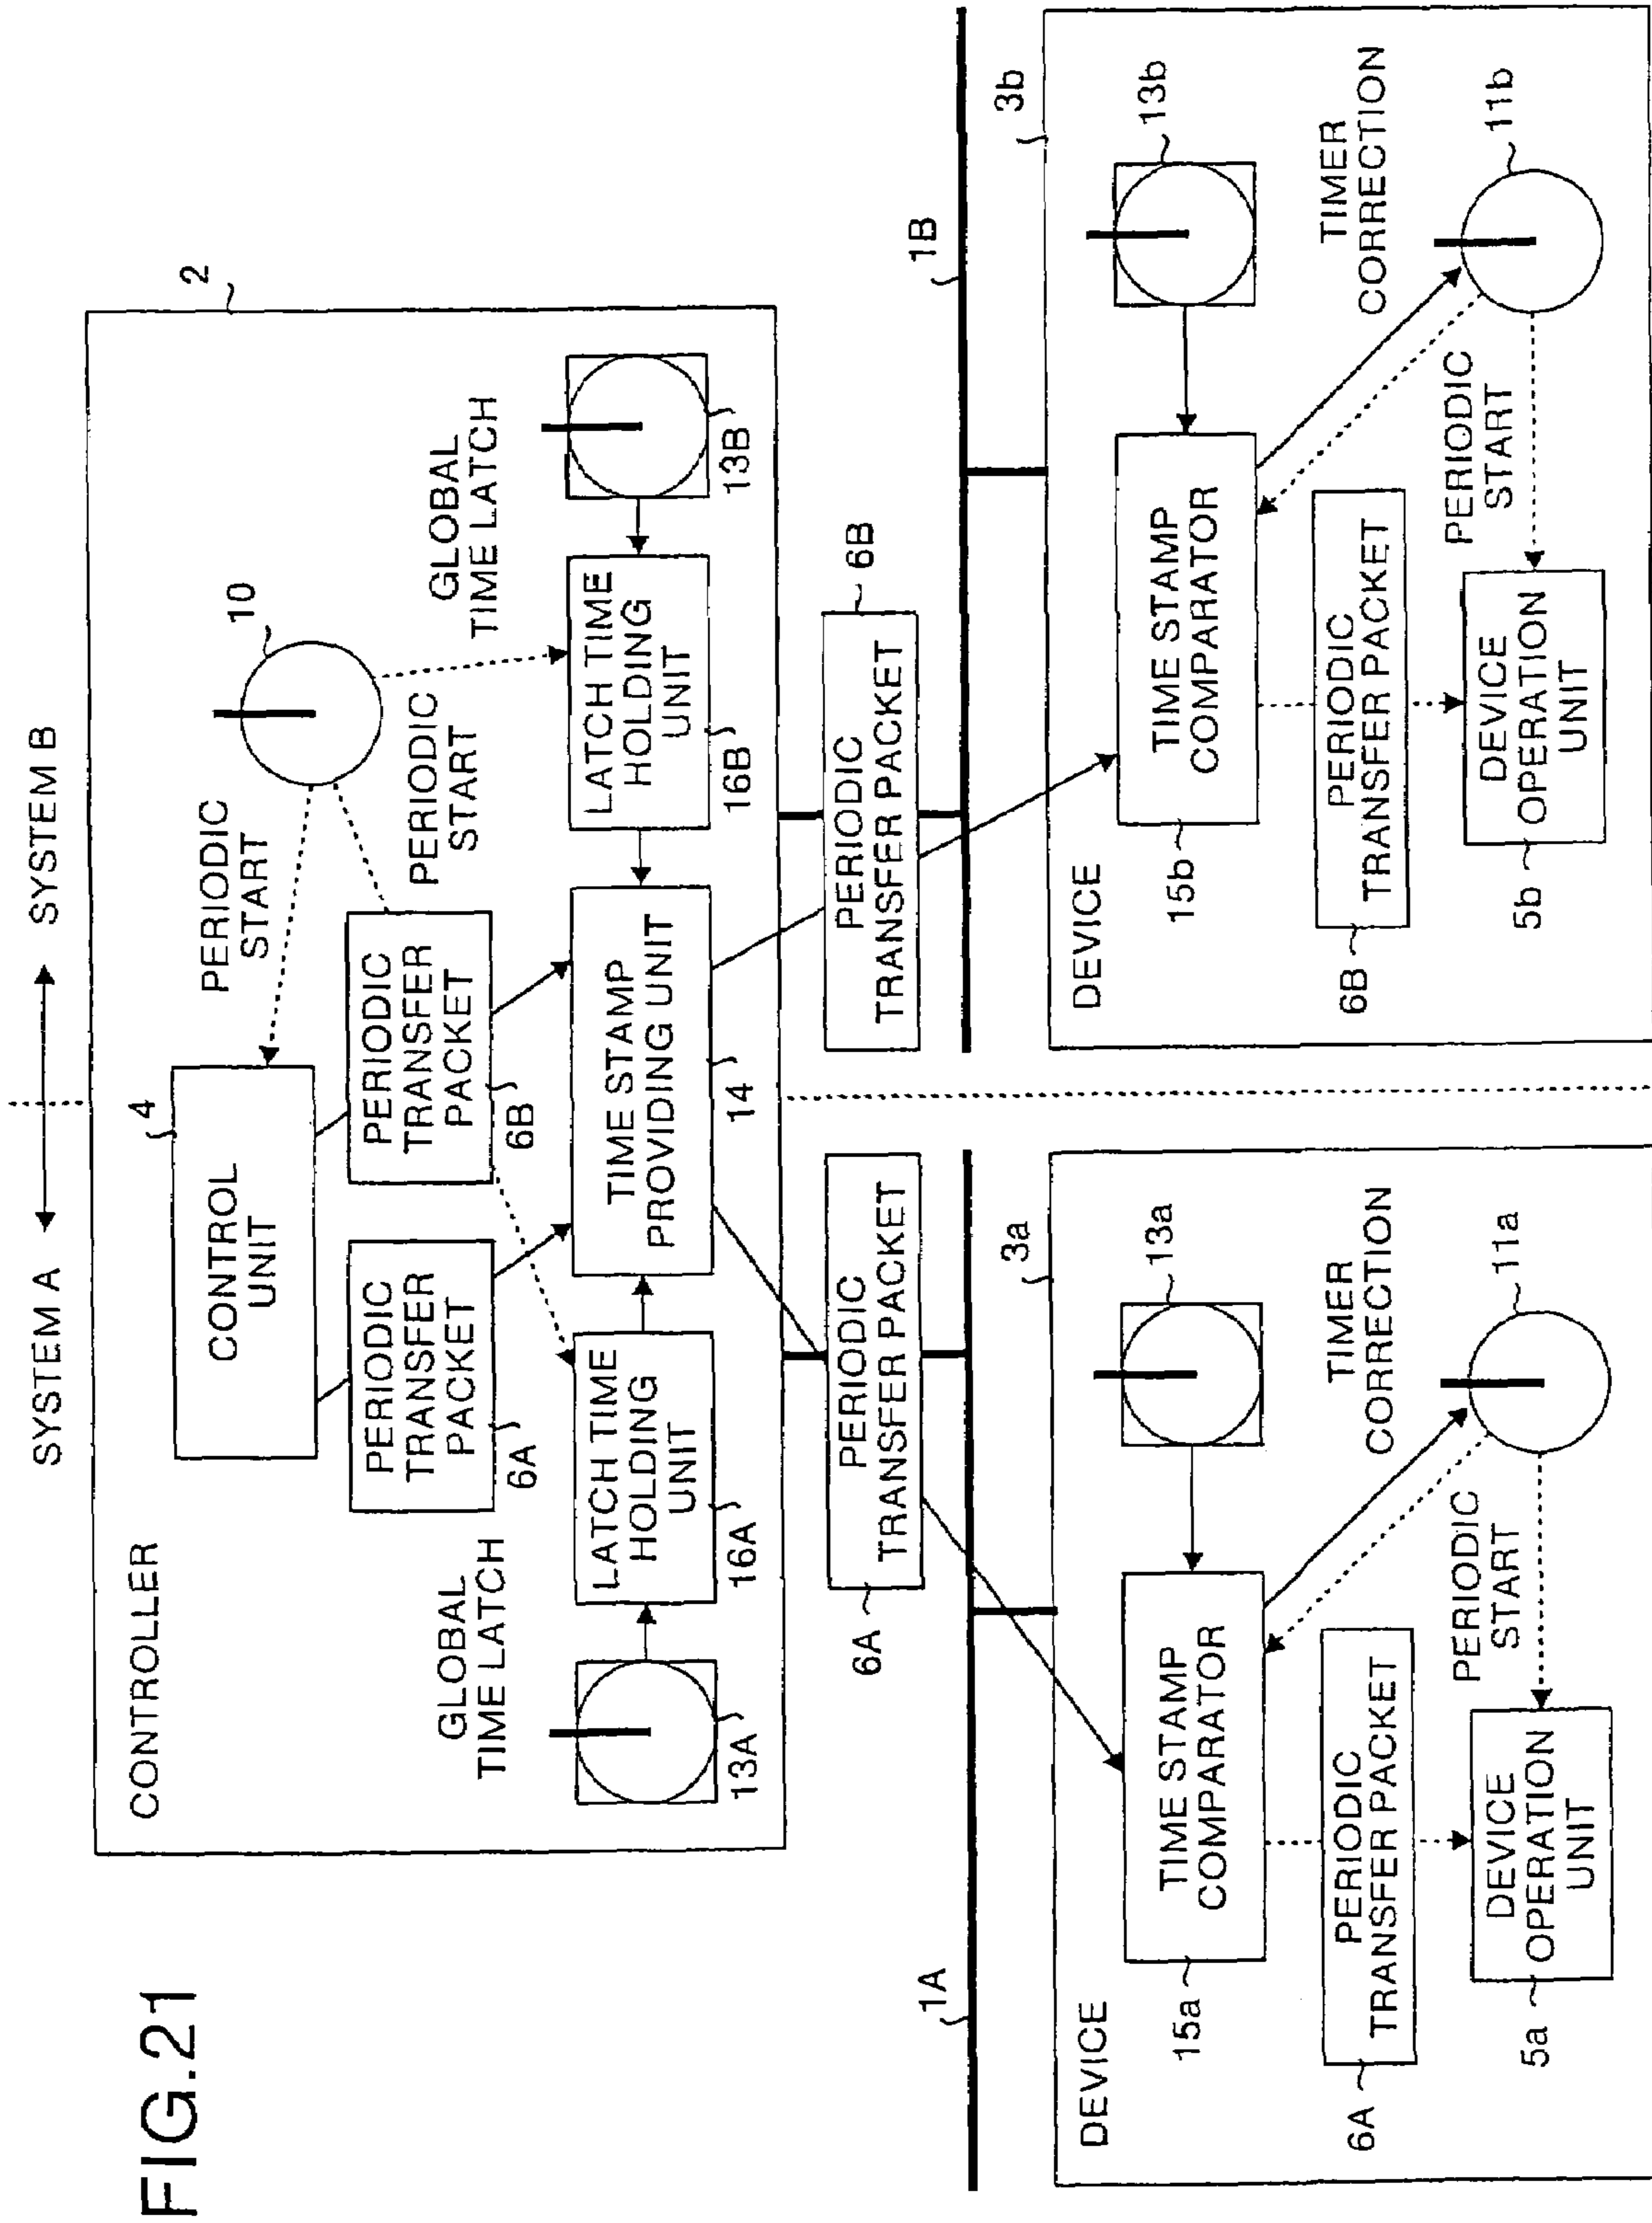 FIG.21
SYSTEM A
SYSTEM B
CONTROLLER
2
4
CONTROL
UNIT
PERIODIC
START
10
PERIODIC
TRANSFER
PACKET
6A
PERIODIC
TRANSFER
PACKET
6B
PERIODIC
START
GLOBAL
TIME LATCH
GLOBAL
TIME LATCH
13A
LATCH TIME
HOLDING
UNIT
16A
TIME STAMP
PROVIDING UNIT
14
LATCH TIME
HOLDING
UNIT
16B
13B
PERIODIC
TRANSFER PACKET
6A
PERIODIC
TRANSFER PACKET
6B
1A
1B
DEVICE
3a
TIME STAMP
COMPARATOR
15a
13a
TIMER
CORRECTION
PERIODIC
TRANSFER PACKET
6A
PERIODIC
START
11a
DEVICE
OPERATION
UNIT
5a
DEVICE
3b
TIME STAMP
COMPARATOR
15b
13b
TIMER
CORRECTION
PERIODIC
TRANSFER PACKET
6B
PERIODIC
START
11b
DEVICE
OPERATION
UNIT
5b